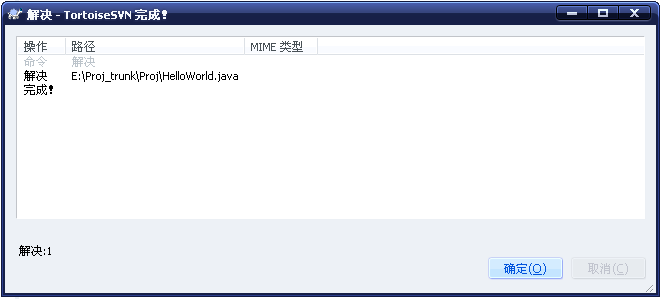 解决 - TortoiseSVN 完成!
操作 路径 MIME 类型
命令 解决
解决 E:\Proj_trunk\Proj\HelloWorld.java
完成!
解决:1
确定(O) 取消(C)